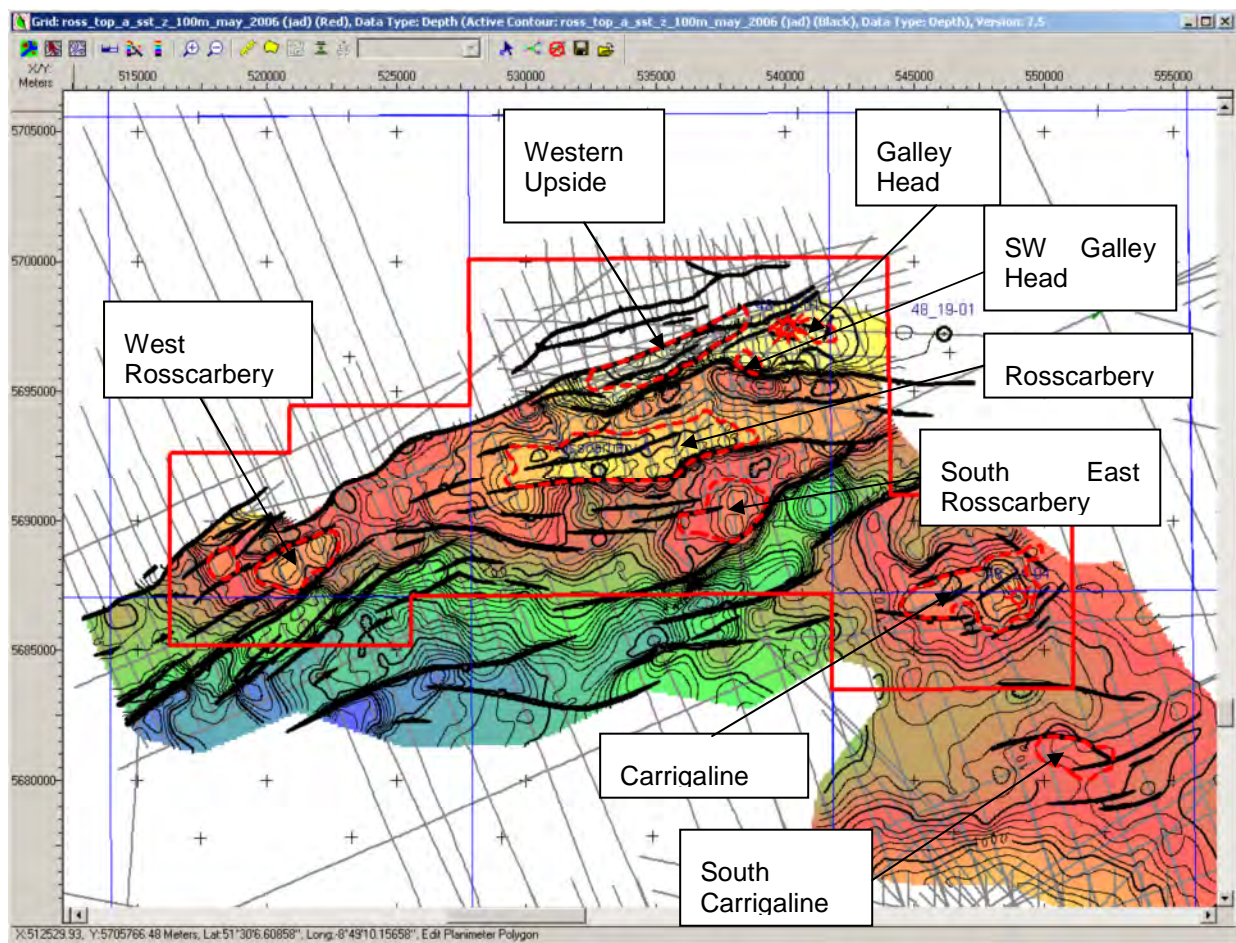 Grid: ross_top_a_sst_z_100m_may_2006 (jad) (Red), Data Type: Depth (Active Contour: ross_top_a_sst_z_100m_may_2006 (jad) (Black), Data Type: Depth), Version: 7.5
X/Y:
Meters
515000 520000 525000 530000 535000 540000 545000 550000 555000
5705000
Western
Upside
Galley
Head
SW Galley
Head
5700000
48_19-01
West
Rosscarbery
Rosscarbery
5695000
South East
Rosscarbery
5690000
5685000
Carrigaline
5680000
South
Carrigaline
X:512529.93, Y:5705766.48 Meters, Lat:51°30'6.60858", Long:-8°49'10.15658", Edit Planimeter Polygon